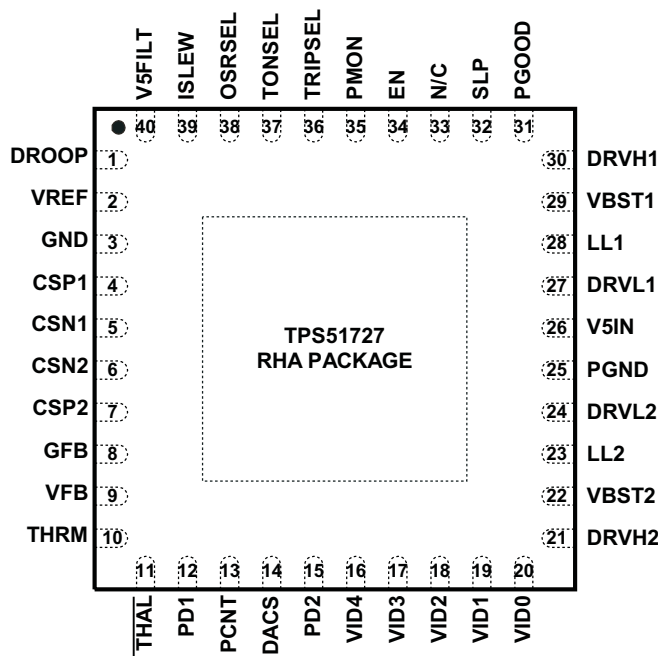 V5FILT
ISLEW
OSRSEL
TONSEL
TRIPSEL
PMON
EN
N/C
SLP
PGOOD
40 39 38 37 36 35 34 33 32 31
DROOP 1 30 DRVH1
VREF 2 29 VBST1
GND 3 28 LL1
CSP1 4 27 DRVL1
CSN1 5 26 V5IN
CSN2 6 25 PGND
CSP2 7 24 DRVL2
GFB 8 23 LL2
VFB 9 22 VBST2
THRM 10 21 DRVH2
TPS51727
RHA PACKAGE
11 12 13 14 15 16 17 18 19 20
THAL
PD1
PCNT
DACS
PD2
VID4
VID3
VID2
VID1
VID0